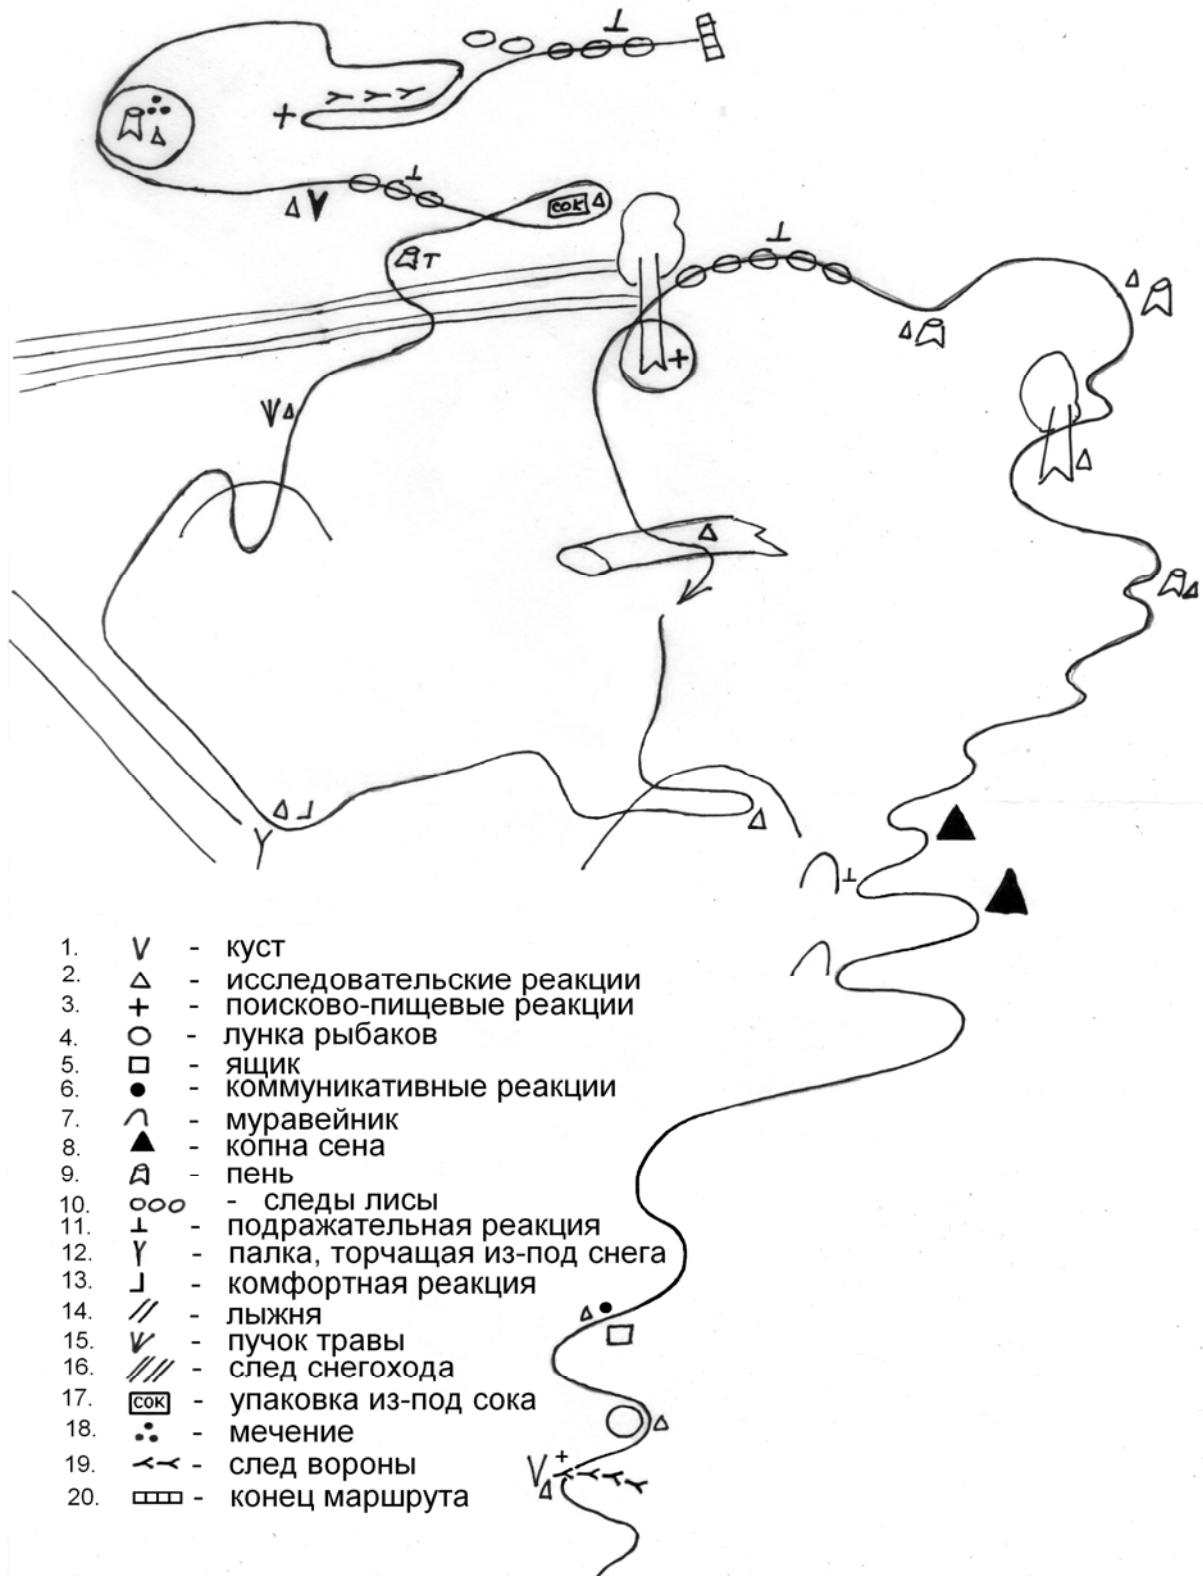 сок
т
1. - куст
2. - исследовательские реакции
3. - поисково-пищевые реакции
4. - лунка рыбаков
5. - ящик
6. - коммуникативные реакции
7. - муравейник
8. - копна сена
9. - пень
10. - следы лисы
11. - подражательная реакция
12. - палка, торчащая из-под снега
13. - комфортная реакция
14. - лыжня
15. - пучок травы
16. - след снегохода
17. сок - упаковка из-под сока
18. - мечение
19. - след вороны
20. - конец маршрута